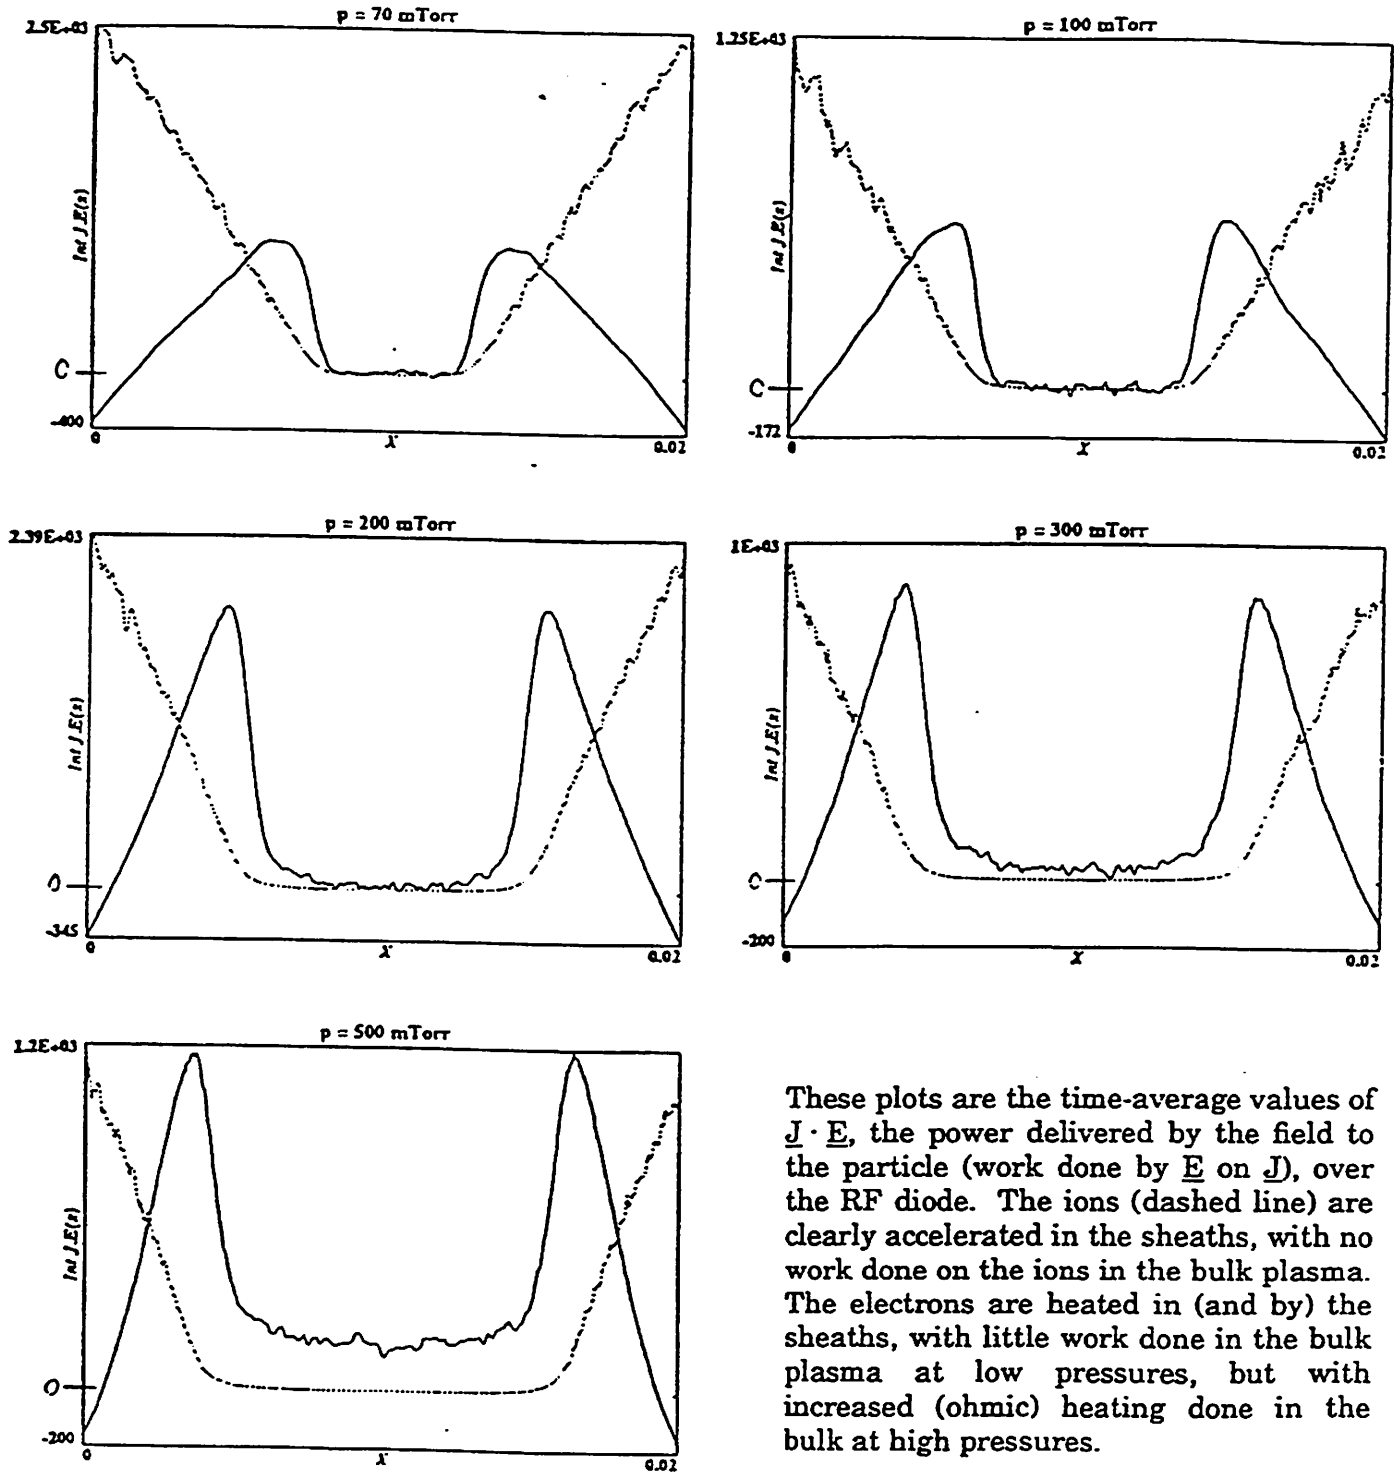 p = 70 mTorr
2.5E+03
Int J.E(x)
0
-400
0
x
0.02
p = 100 mTorr
1.25E+03
Int J.E(x)
0
-172
0
x
0.02
p = 200 mTorr
2.39E+03
Int J.E(x)
0
-345
0
x
0.02
p = 300 mTorr
1E+03
Int J.E(x)
0
-200
0
x
0.02
p = 500 mTorr
1.2E+03
Int J.E(x)
0
-200
0
x
0.02
These plots are the time-average values of
J · E, the power delivered by the field to
the particle (work done by E on J), over
the RF diode. The ions (dashed line) are
clearly accelerated in the sheaths, with no
work done on the ions in the bulk plasma.
The electrons are heated in (and by) the
sheaths, with little work done in the bulk
plasma at low pressures, but with
increased (ohmic) heating done in the
bulk at high pressures.